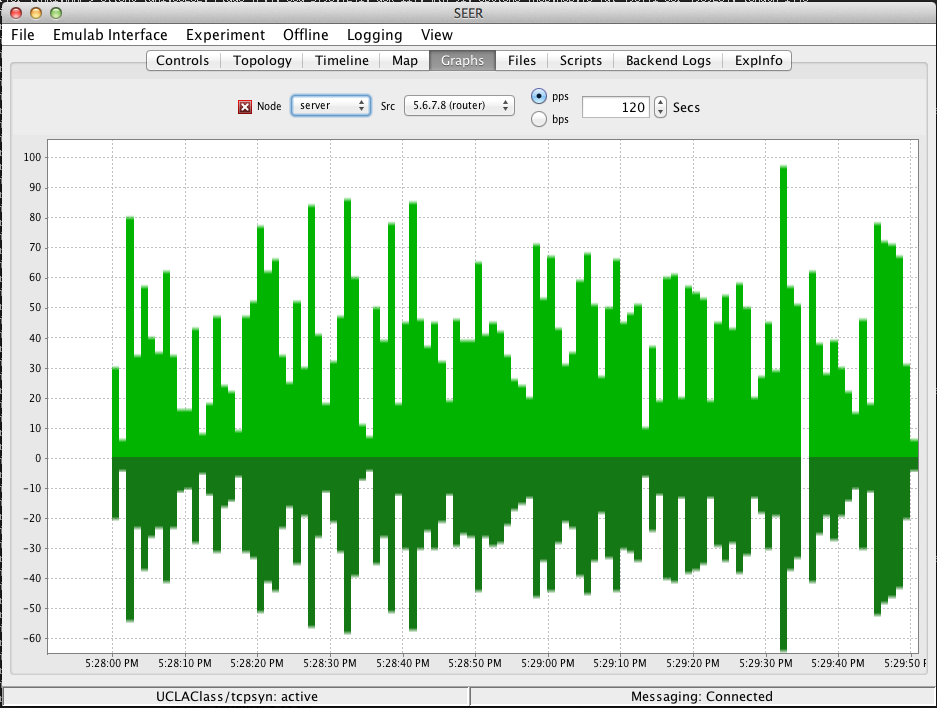 SEER
File Emulab Interface Experiment Offline Logging View
Controls Topology Timeline Map Graphs Files Scripts Backend Logs ExpInfo
Node server Src 5.6.7.8 (router) pps 120 Secs
bps
100
90
80
70
60
50
40
30
20
10
0
-10
-20
-30
-40
-50
-60
5:28:00 PM 5:28:10 PM 5:28:20 PM 5:28:30 PM 5:28:40 PM 5:28:50 PM 5:29:00 PM 5:29:10 PM 5:29:20 PM 5:29:30 PM 5:29:40 PM 5:29:50
UCLAClass/tcpsyn: active Messaging: Connected